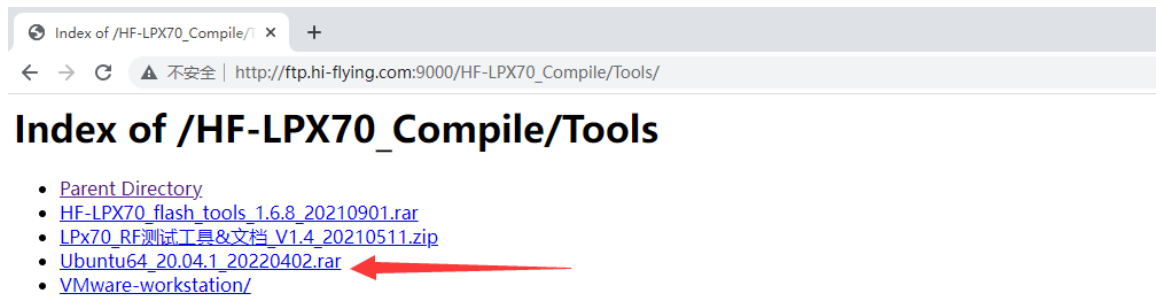 Index of /HF-LPX70_Compile/T
不安全 | http://ftp.hi-flying.com:9000/HF-LPX70_Compile/Tools/
Index of /HF-LPX70_Compile/Tools
Parent Directory
HF-LPX70_flash_tools_1.6.8_20210901.rar
LPx70_RF测试工具&文档_V1.4_20210511.zip
Ubuntu64_20.04.1_20220402.rar
VMware-workstation/